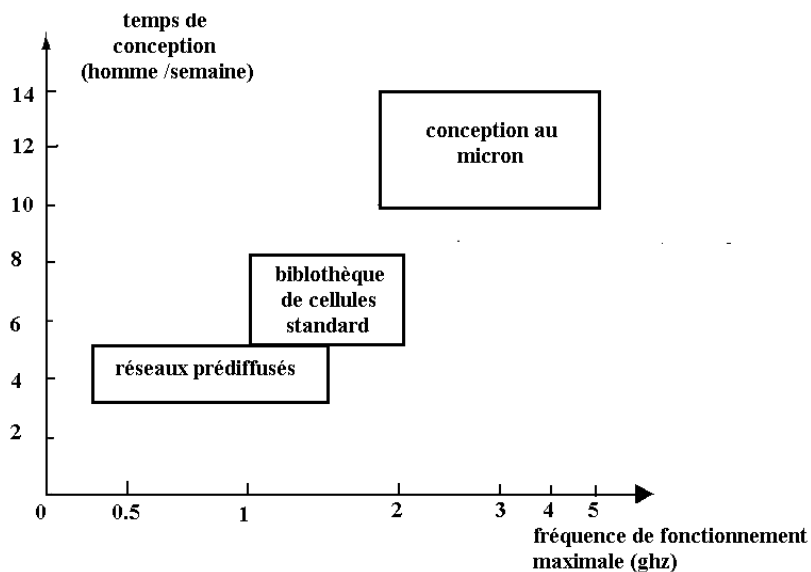 temps de
conception
(homme /semaine)
14
12
10
8
6
4
2
conception au
micron
biblothèque
de cellules
standard
réseaux prédiffusés
0
0.5
1
2
3
4
5
fréquence de fonctionnement
maximale (ghz)